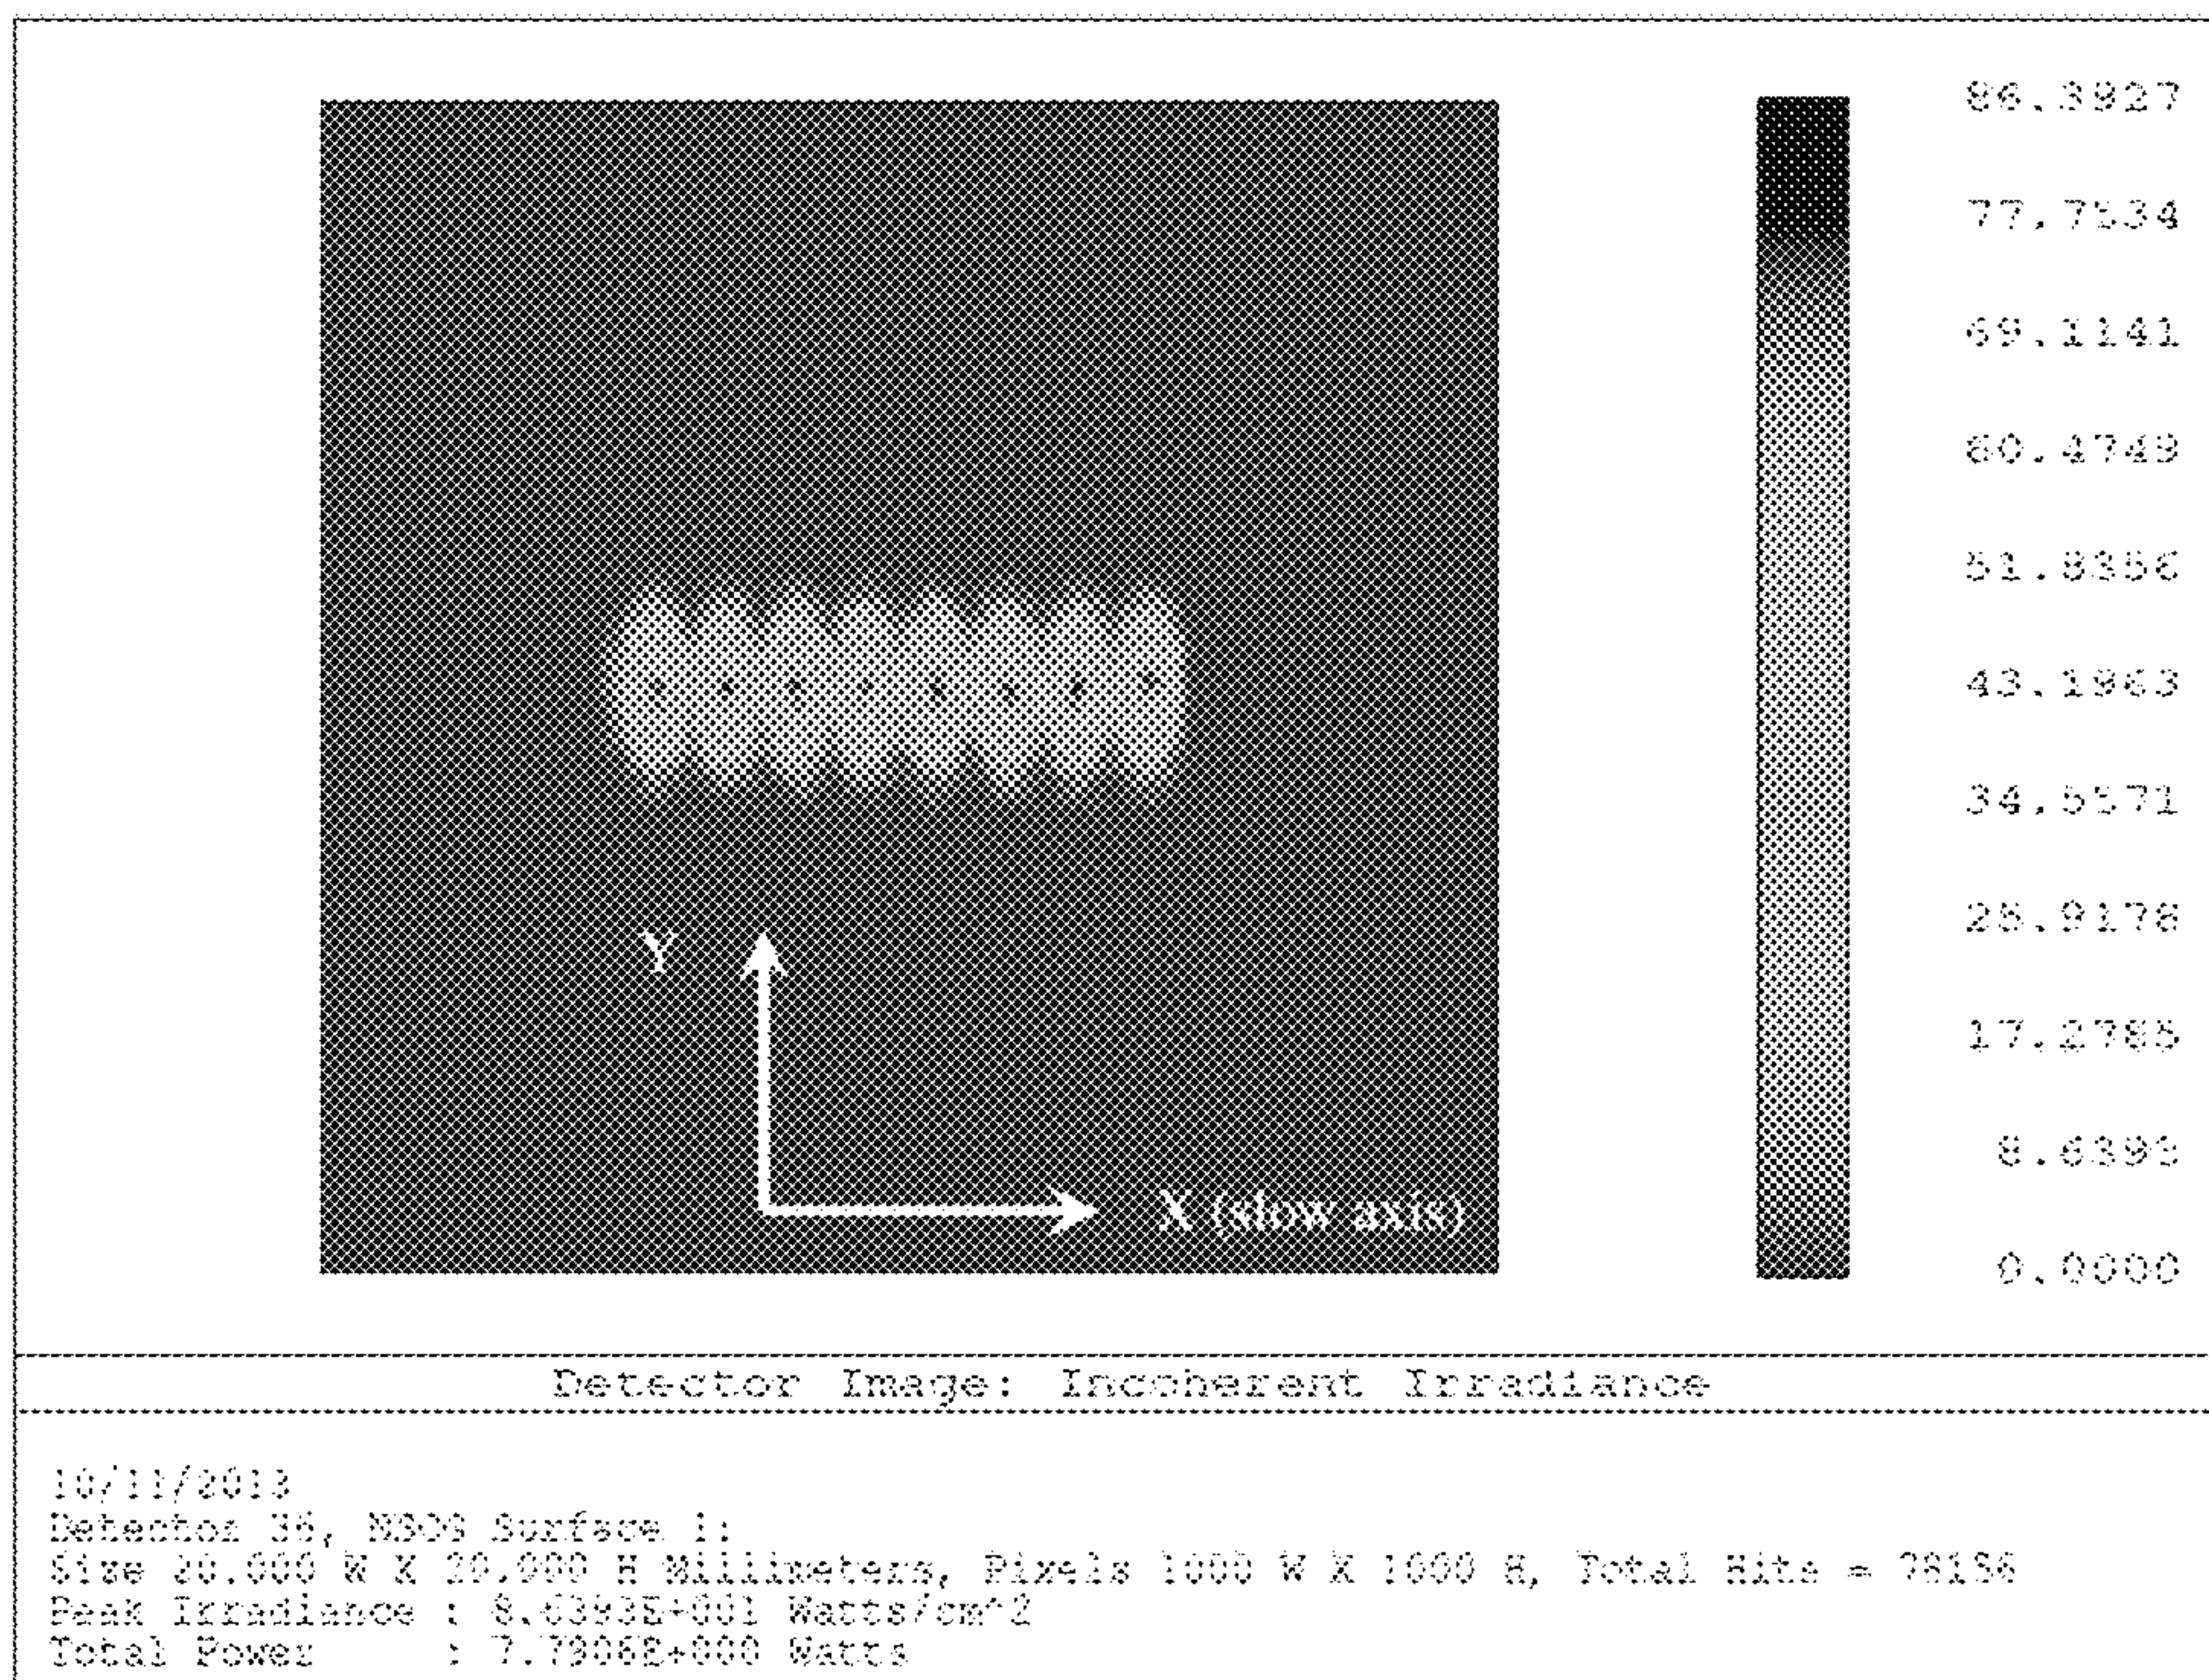 86.3927
77.7534
69.1141
60.4749
51.8356
43.1963
34.5571
25.9178
17.2785
8.6393
0.0000
Y
X (slow axis)
Detector Image: Incoherent Irradiance
10/11/2013
Detector 36, NSCG Surface 1:
Size 20.000 W X 20.000 H Millimeters, Pixels 1000 W X 1000 H, Total Hits =
Peak Irradiance : 8.6393E+001 Watts/cm^2
Total Power : 7.7906E+000 Watts